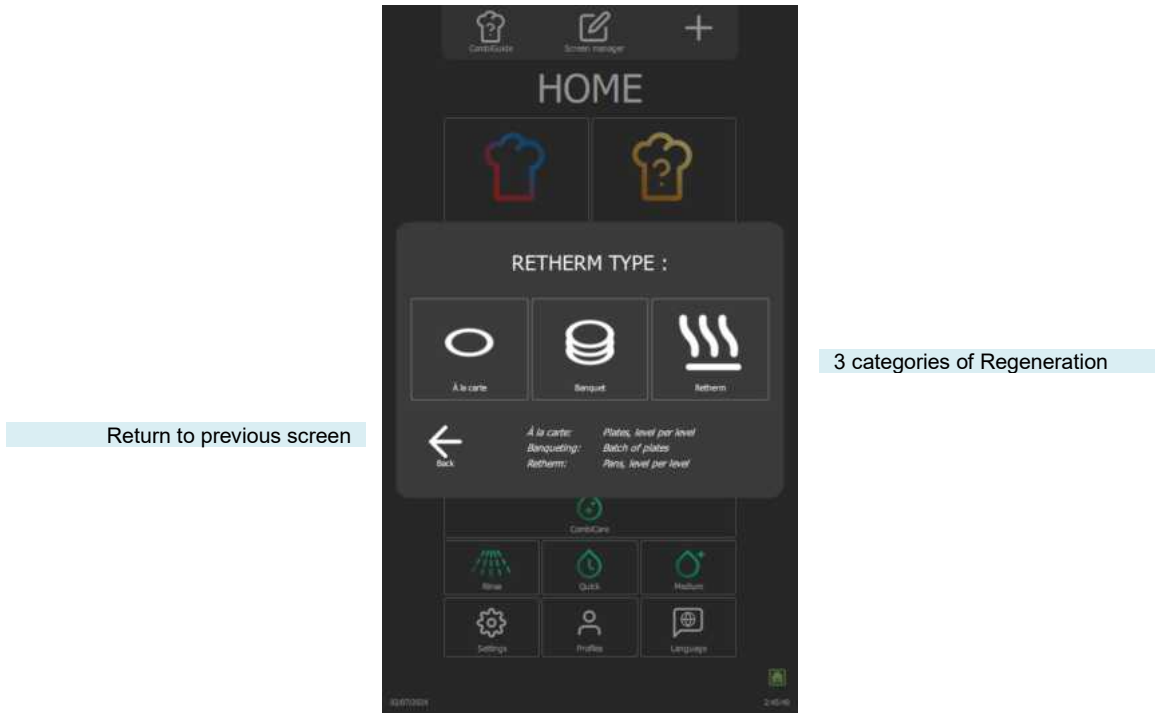 CombiGuide
Screen manager
HOME
RETHERM TYPE :
À la carte
Banquet
Retherm
3 categories of Regeneration
Return to previous screen
Back
À la carte: Plates, level per level
Banqueting: Batch of plates
Retherm: Pans, level per level
CombiCare
Rinse
Quick
Medium
Settings
Profiles
Language